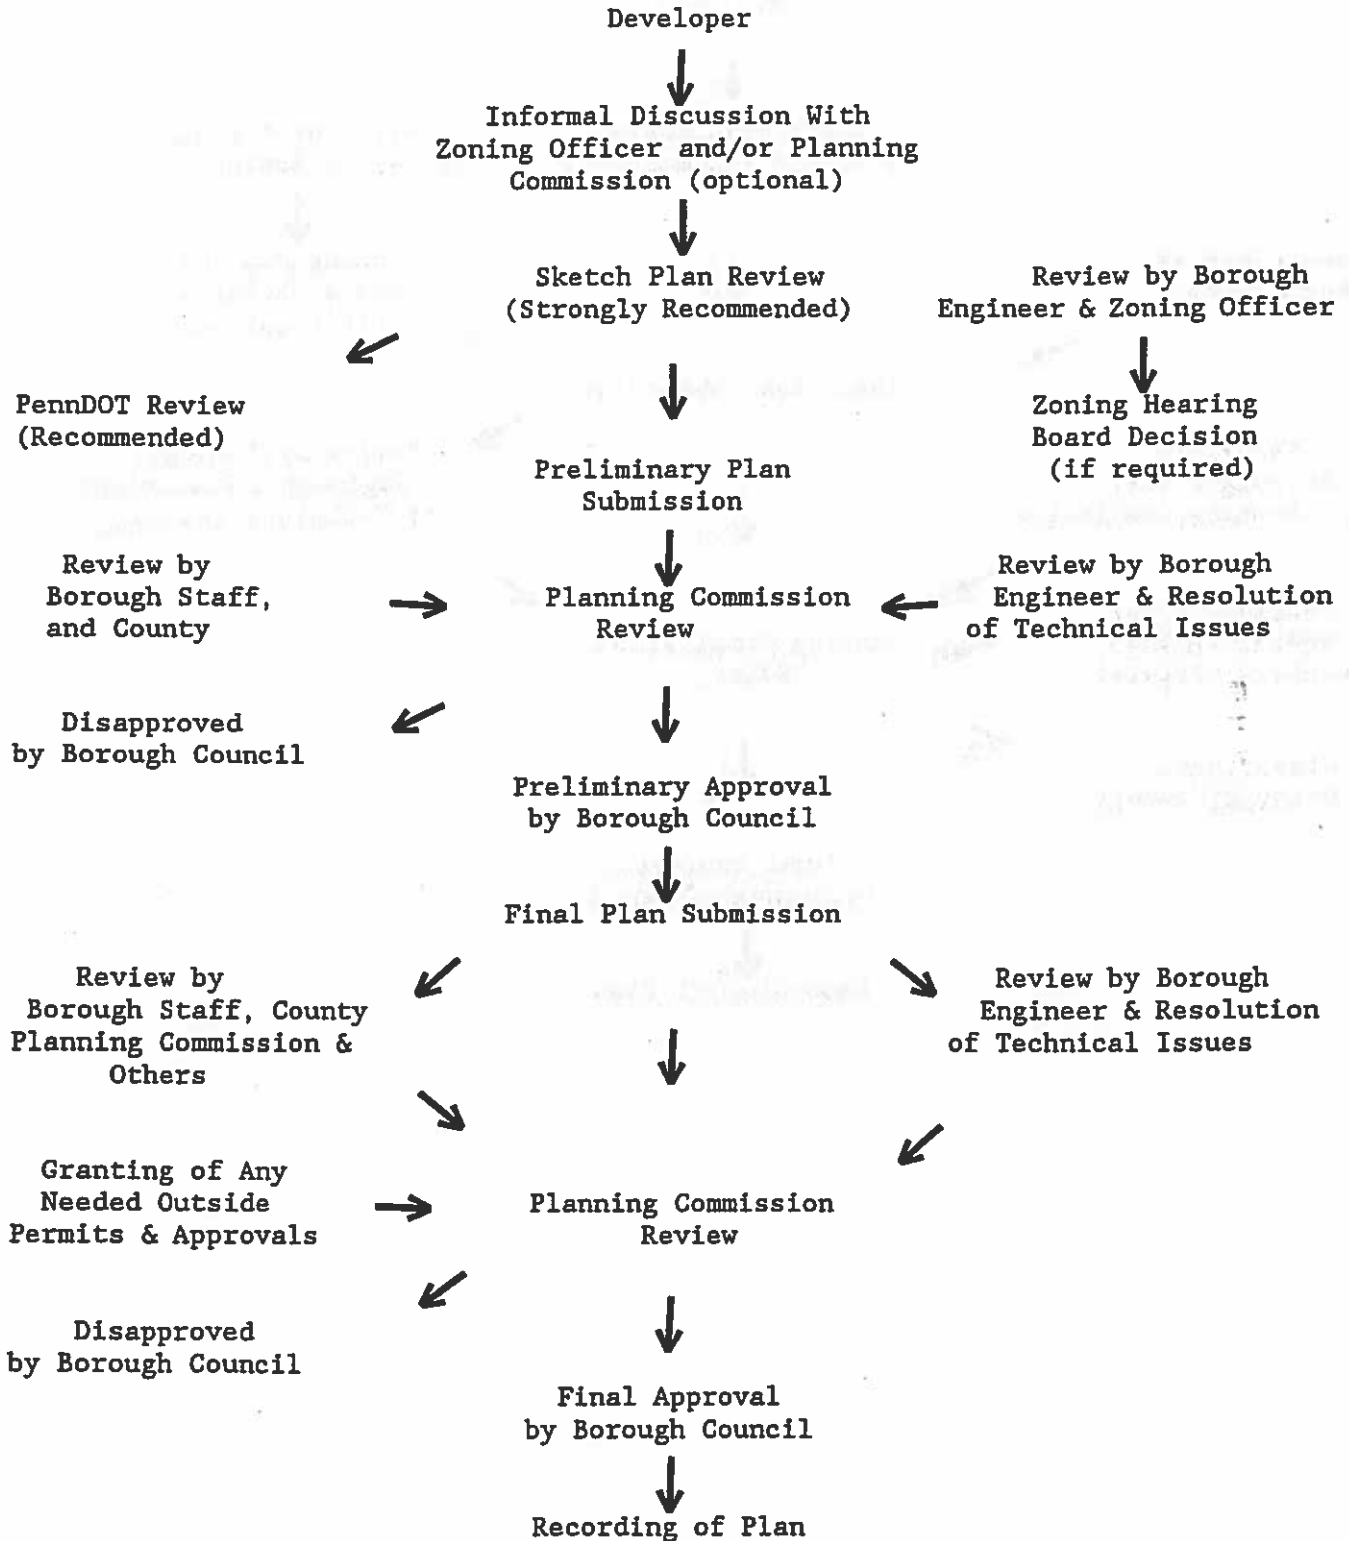 Developer
Informal Discussion With
Zoning Officer and/or Planning
Commission (optional)
Sketch Plan Review
(Strongly Recommended)
Review by Borough
Engineer & Zoning Officer
PennDOT Review
(Recommended)
Zoning Hearing
Board Decision
(if required)
Preliminary Plan
Submission
Review by
Borough Staff,
and County
Planning Commission
Review
Review by Borough
Engineer & Resolution
of Technical Issues
Disapproved
by Borough Council
Preliminary Approval
by Borough Council
Final Plan Submission
Review by
Borough Staff, County
Planning Commission &
Others
Review by Borough
Engineer & Resolution
of Technical Issues
Granting of Any
Needed Outside
Permits & Approvals
Planning Commission
Review
Disapproved
by Borough Council
Final Approval
by Borough Council
Recording of Plan